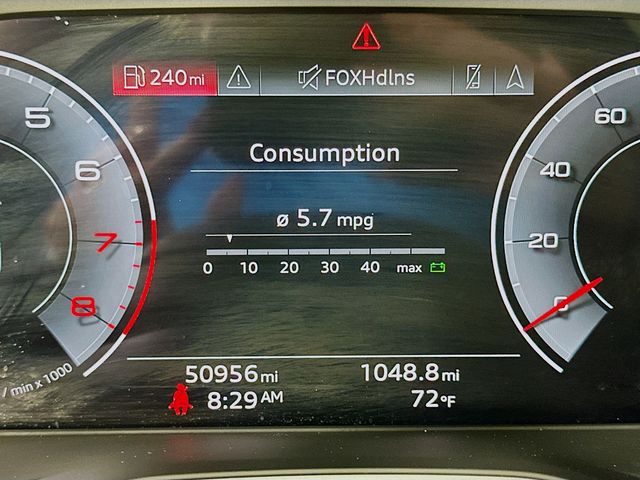 240 mi
FOXHdlns
Consumption
ø 5.7 mpg
0 10 20 30 40 max
5
6
7
8
/ min x 1000
60
40
20
0
50956 mi
1048.8 mi
8:29 AM
72°F